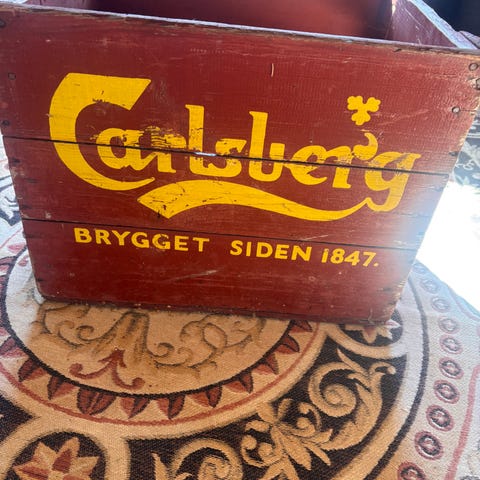 Carlsberg
BRYGGET SIDEN 1847.